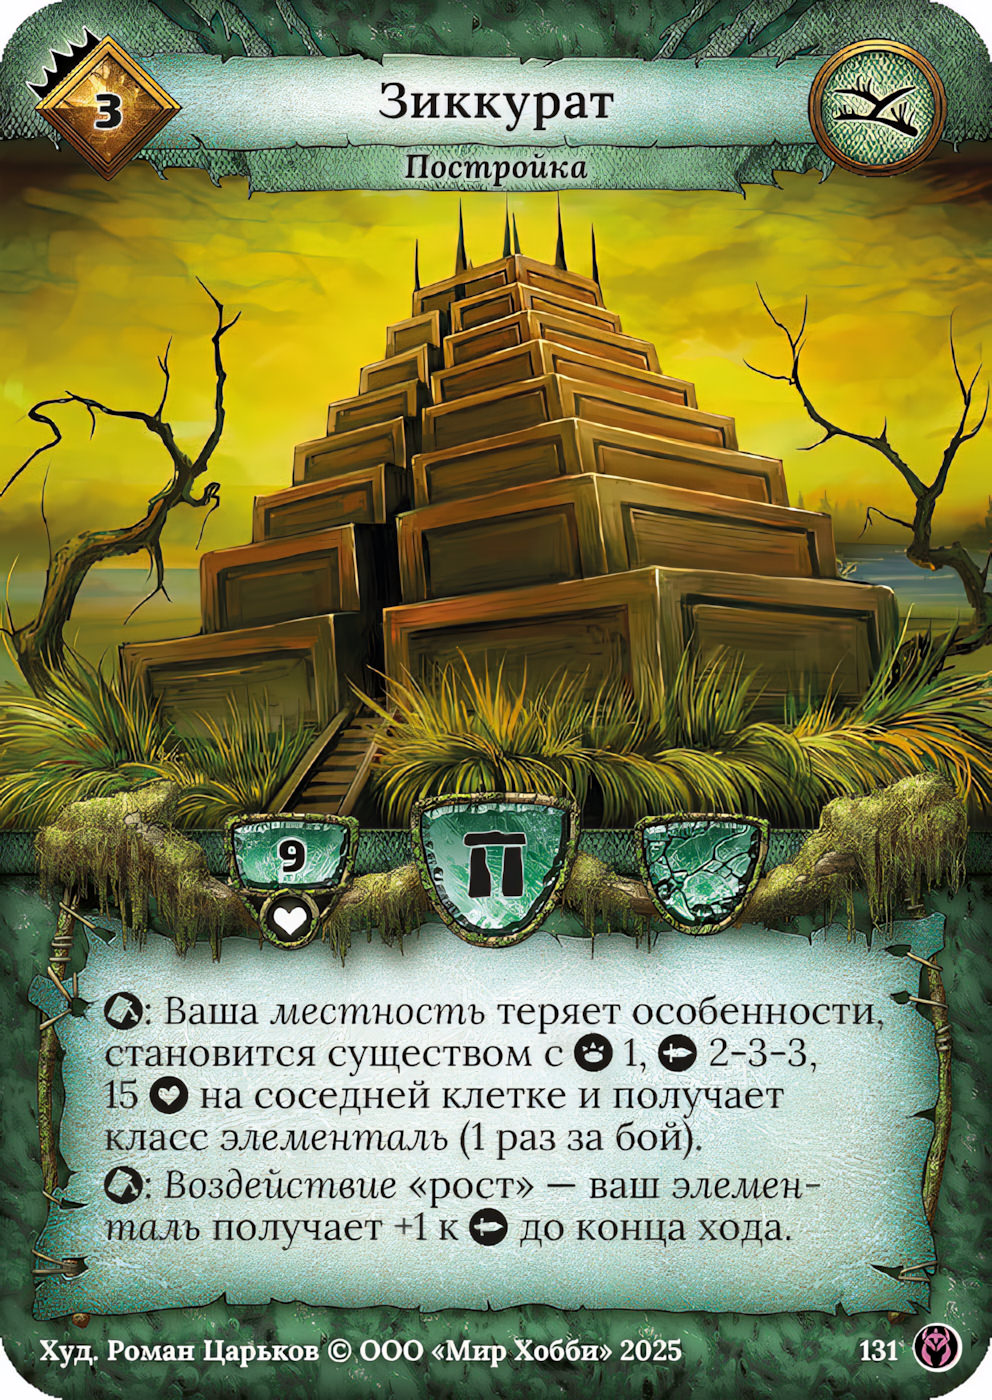 3
Зиккурат
Постройка
9
: Ваша местность теряет особенности,
становится существом с 1, 2-3-3,
15 на соседней клетке и получает
класс элементаль (1 раз за бой).
: Воздействие «рост» — ваш элемен-
таль получает +1 к до конца хода.
Худ. Роман Царьков © ООО «Мир Хобби» 2025
131